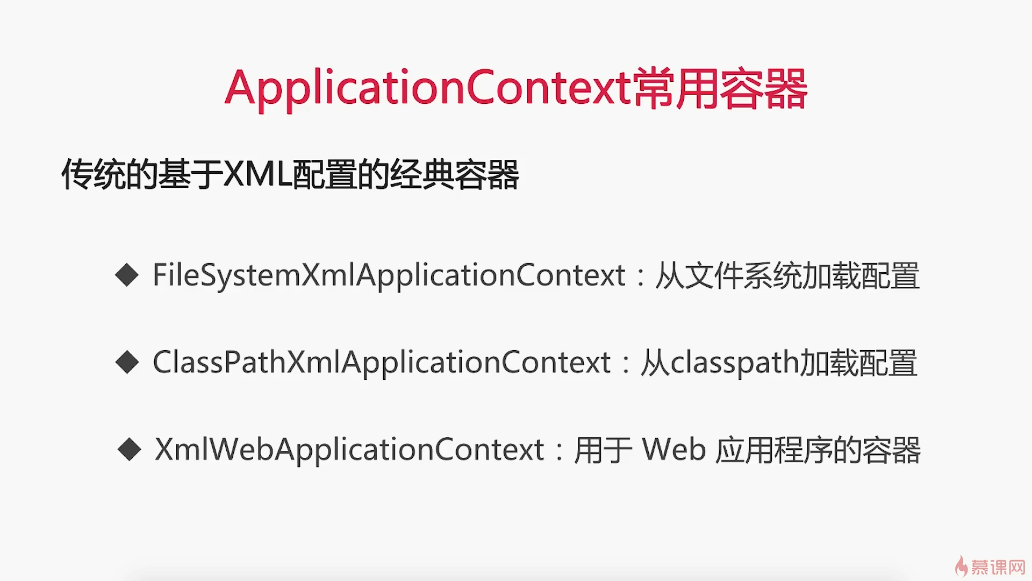 ApplicationContext常用容器
传统的基于XML配置的经典容器
◆ FileSystemXmlApplicationContext：从文件系统加载配置
◆ ClassPathXmlApplicationContext：从classpath加载配置
◆ XmlWebApplicationContext：用于 Web 应用程序的容器
慕课网